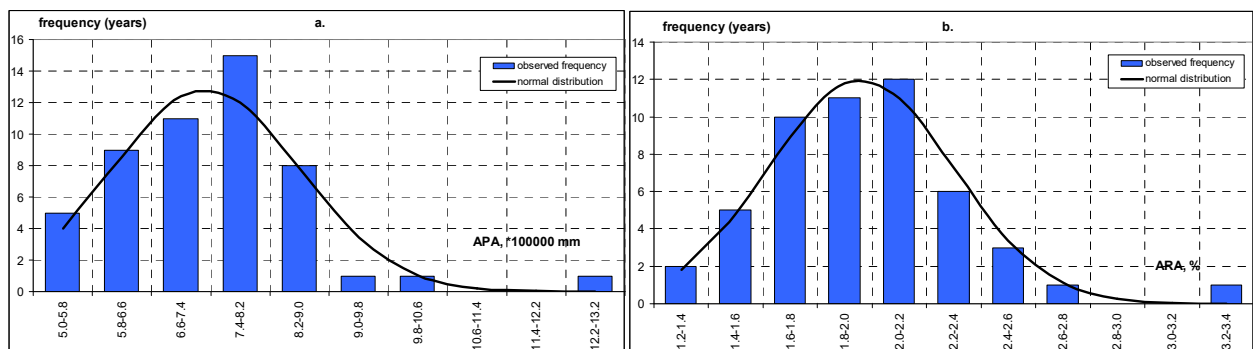 frequency (years) a.
16
14
12
10
8
6
4
2
0
observed frequency
normal distribution
APA, *100000 mm
5.0-5.8 5.8-6.6 6.6-7.4 7.4-8.2 8.2-9.0 9.0-9.8 9.8-10.6 10.6-11.4 11.4-12.2 12.2-13.2
frequency (years) b.
14
12
10
8
6
4
2
0
observed frequency
normal distribution
ARA, %
1.2-1.4 1.4-1.6 1.6-1.8 1.8-2.0 2.0-2.2 2.2-2.4 2.4-2.6 2.6-2.8 2.8-3.0 3.0-3.2 3.2-3.4